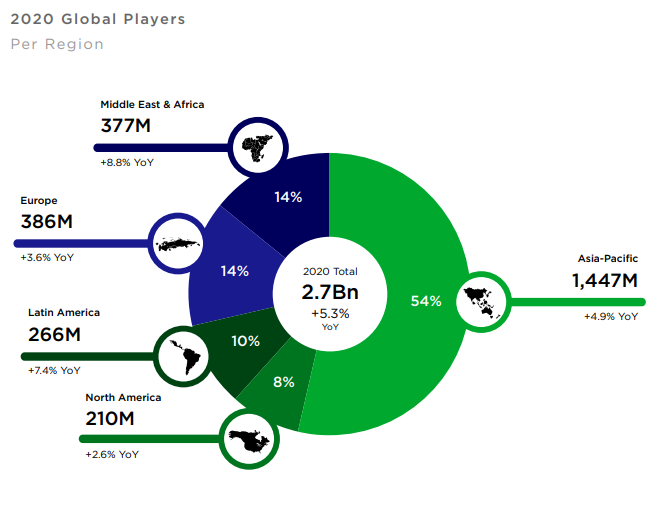 2020 Global Players
Per Region
Middle East & Africa
377M
+8.8% YoY
14%
Europe
386M
+3.6% YoY
14%
2020 Total
2.7Bn
+5.3%
YoY
54%
Asia-Pacific
1,447M
+4.9% YoY
Latin America
266M
+7.4% YoY
10%
8%
North America
210M
+2.6% YoY